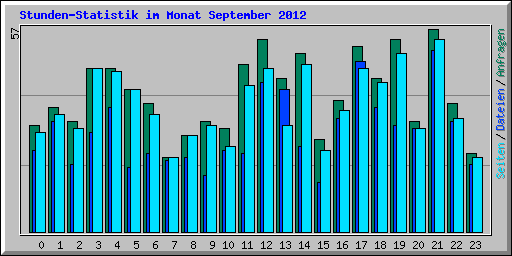 Stunden-Statistik im Monat September 2012
57
Seiten/Dateien/Anfragen
0 1 2 3 4 5 6 7 8 9 10 11 12 13 14 15 16 17 18 19 20 21 22 23